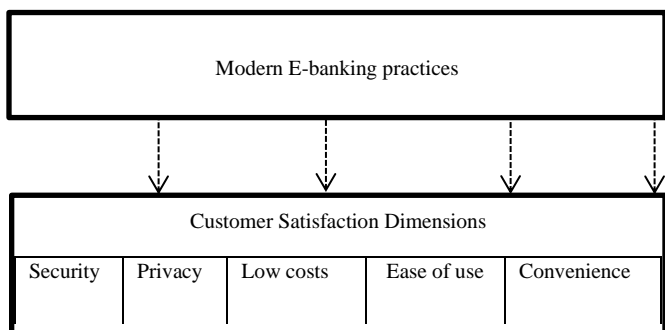 Modern E-banking practices
Customer Satisfaction Dimensions
Security Privacy Low costs Ease of use Convenience